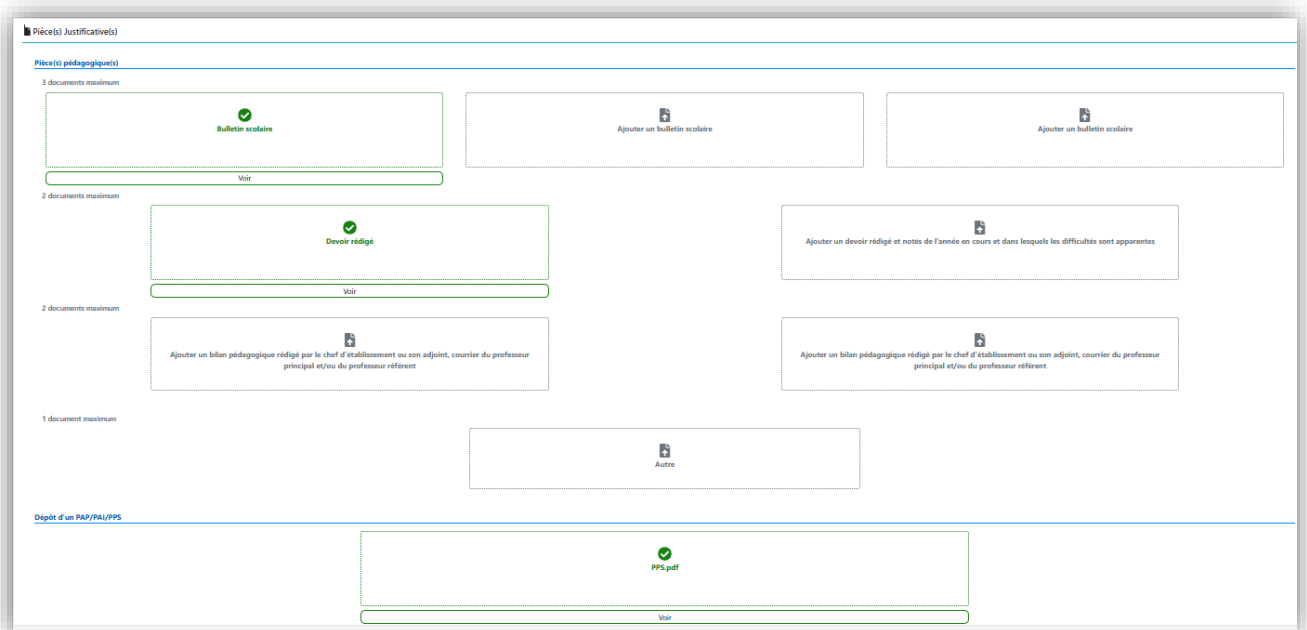 Pièce(s) Justificative(s)
Pièce(s) pédagogique(s)
3 documents maximum
Bulletin scolaire
Ajouter un bulletin scolaire
Ajouter un bulletin scolaire
Voir
2 documents maximum
Devoir rédigé
Ajouter un devoir rédigé et notés de l'année en cours et dans lesquels les difficultés sont apparentes
Voir
2 documents maximum
Ajouter un bilan pédagogique rédigé par le chef d'établissement ou son adjoint, courrier du professeur
principal et/ou du professeur référent
Ajouter un bilan pédagogique rédigé par le chef d'établissement ou son adjoint, courrier du professeur
principal et/ou du professeur référent
1 document maximum
Autre
Dépôt d'un PAP/PAI/PPS
PPS.pdf
Voir